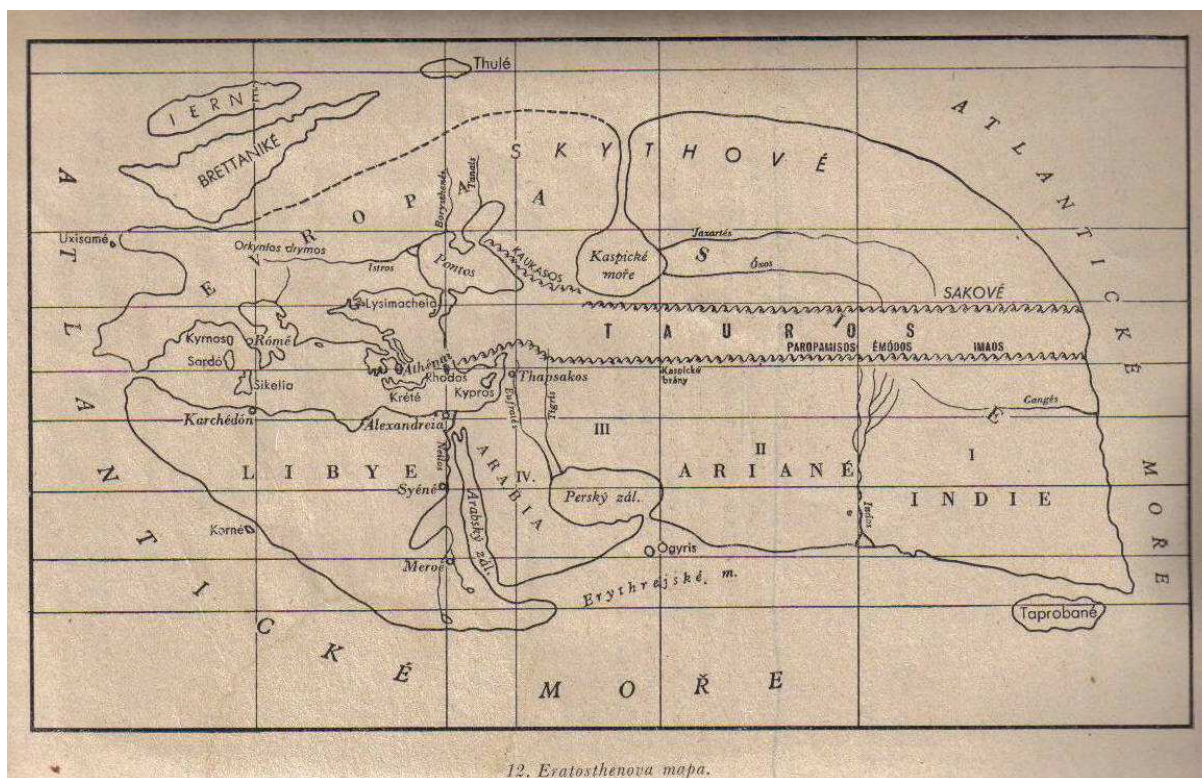 Thulé
IERNÉ
BRETTANIKÉ
ATLANTICKÉ MOŘE
SKYTHOVÉ
EVROPA
Borysthenés
Tanais
Uxisamé
Orkyntos drymos
Istros
Pontos
KAUKASOS
Kaspické
moře
Jaxartés
Óxos
S
SAKOVÉ
Lysimacheia
TAUROS
PAROPAMISOS
ÉMÓDOS
IMAOS
Kyrnos
Rómé
Sardó
Sikelia
Athénai
Rhodos
Krété
Kypros
Thapsakos
Kaspické
brány
Eufratés
Tigris
Gangés
E
Karchédón
Alexandreia
III
II
I
LIBYE
Neilos
ARABIA
IV.
ARIANÉ
INDIE
Syéné
Arabský zál.
Perský zál.
Indos
Kerné
Meroé
Ogyris
Erythrejské m.
Taprobané
ATLANTICKÉ MOŘE
12. Eratosthenova mapa.